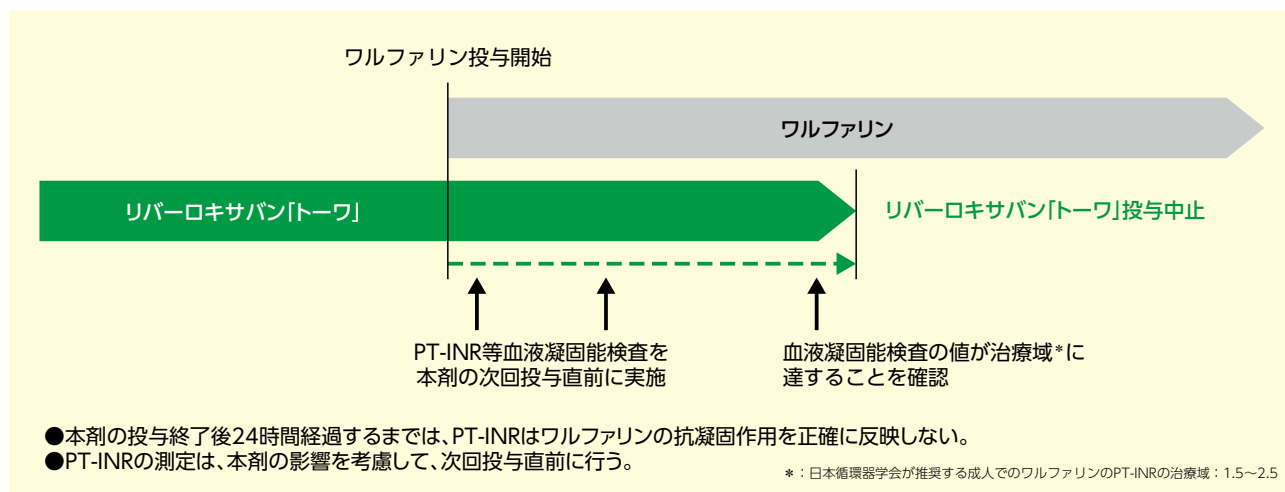 ワルファリン投与開始
ワルファリン
リバーロキサバン「トーワ」
リバーロキサバン「トーワ」投与中止
PT-INR等血液凝固能検査を
本剤の次回投与直前に実施
血液凝固能検査の値が治療域*に
達することを確認
●本剤の投与終了後24時間経過するまでは、PT-INRはワルファリンの抗凝固作用を正確に反映しない。
●PT-INRの測定は、本剤の影響を考慮して、次回投与直前に行う。
*:日本循環器学会が推奨する成人でのワルファリンのPT-INRの治療域:1.5〜2.5